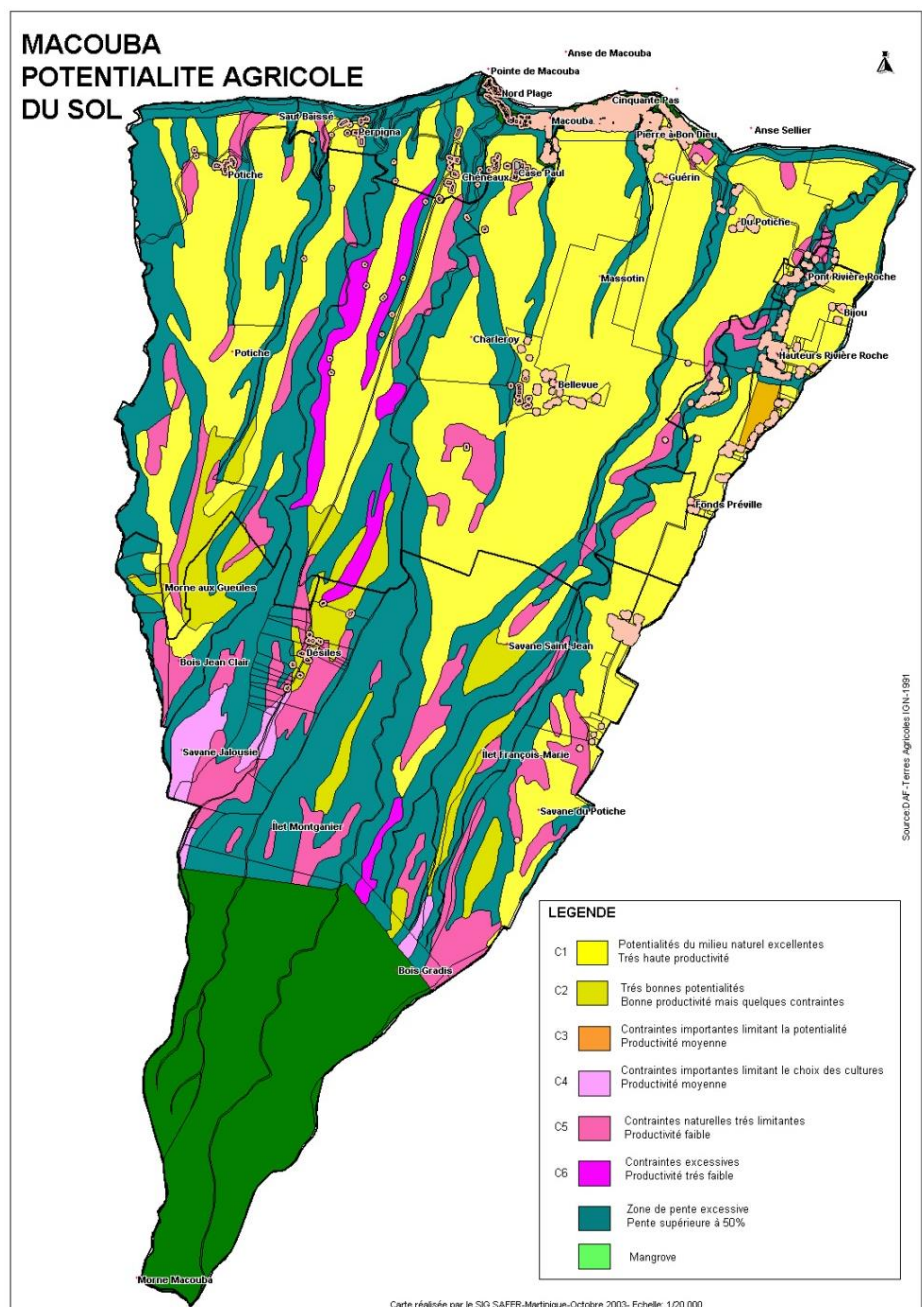 MACOUBA
POTENTIALITE AGRICOLE
DU SOL
Anse de Macouba
Pointe de Macouba
Nord Plage
Cinquante Pas
Saut Baissé
Perpigna
Macouba
Anse Sellier
Pierre à Bon Dieu
Potiche
Chéneaux
Case Paul
Guérin
Du Potiche
Massotin
Pont Rivière Roche
Bijou
Potiche
Charleroy
Hauteurs Rivière Roche
Bellevue
Fonds Préville
Morne aux Gueules
Désiles
Savane Saint-Jean
Bois Jean Clair
Savane Jalousie
Îlet François-Marie
Savane du Potiche
Îlet Montganier
Bois Gradis
Morne Macouba
Source:DAF-Terres Agricoles IGN-1991
LEGENDE
C1 Potentialités du milieu naturel excellentes
Trés haute productivité
C2 Trés bonnes potentialités
Bonne productivité mais quelques contraintes
C3 Contraintes importantes limitant la potentialité
Productivité moyenne
C4 Contraintes importantes limitant le choix des cultures
Productivité moyenne
C5 Contraintes naturelles trés limitantes
Productivité faible
C6 Contraintes excessives
Productivité trés faible
Zone de pente excessive
Pente supérieure à 50%
Mangrove
Carte réalisée par le SIG SAFER-Martinique-Octobre 2003- Echelle: 1/20 000